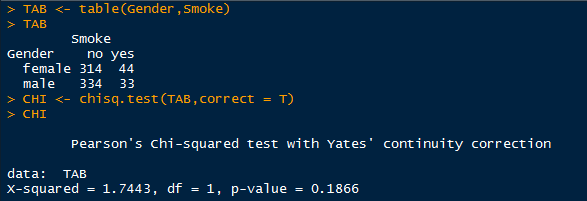 > TAB <- table(Gender,Smoke)
> TAB
Smoke
Gender no yes
female 314 44
male 334 33
> CHI <- chisq.test(TAB,correct = T)
> CHI
Pearson's Chi-squared test with Yates' continuity correction
data: TAB
X-squared = 1.7443, df = 1, p-value = 0.1866